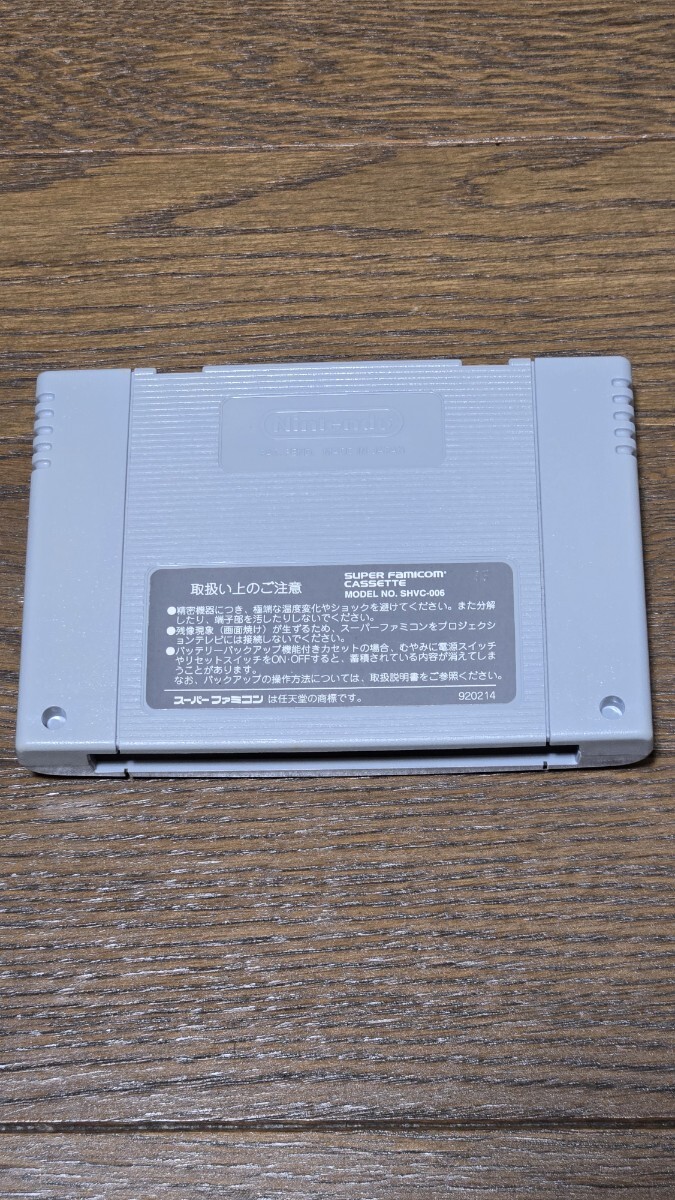 Nintendo
取扱い上のご注意
SUPER FAMICOM
CASSETTE
MODEL NO. SHVC-006
●精密機器につき、極端な温度変化やショックを避けてください。また分解
したり、端子部を汚したりしないでください。
●残像現象（画面焼け）が生ずるため、スーパーファミコンをプロジェクシ
ョンテレビには接続しないでください。
●バッテリーバックアップ機能付きカセットの場合、むやみに電源スイッチ
やリセットスイッチをON·OFFすると、蓄積されている内容が消えてしま
うことがあります。
なお、バックアップの操作方法については、取扱説明書をご参照ください。
スーパーファミコン は任天堂の商標です。
920214